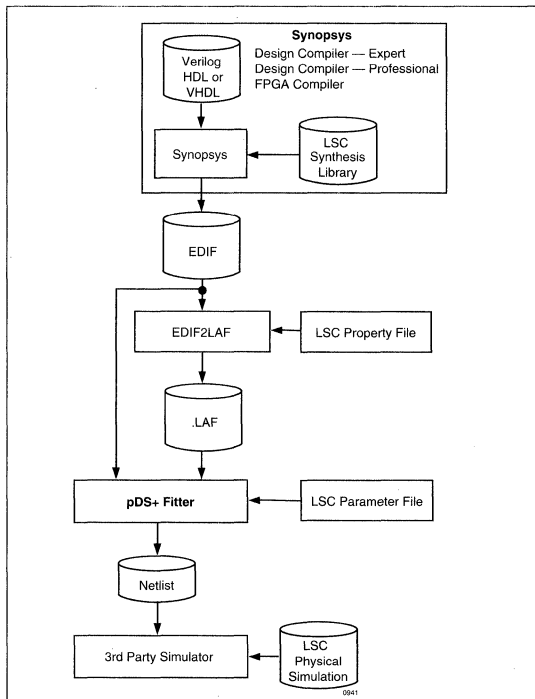 Synopsys
Design Compiler — Expert
Design Compiler — Professional
FPGA Compiler
Verilog
HDL or
VHDL
Synopsys
LSC
Synthesis
Library
EDIF
EDIF2LAF
LSC Property File
.LAF
pDS+ Fitter
LSC Parameter File
Netlist
3rd Party Simulator
LSC
Physical
Simulation
0941